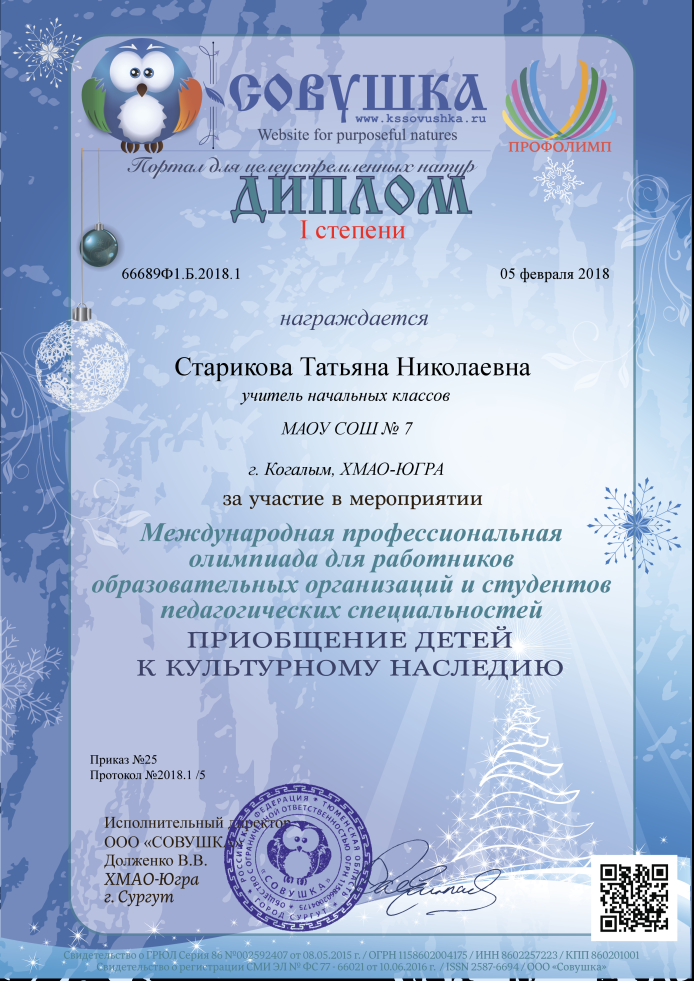 СОВУШКА
www.kssovushka.ru
Website for purposeful natures
ПРОФОЛИМП
Портал для целеустремленных натур
ДИПЛОМ
I степени
66689Ф1.Б.2018.1
05 февраля 2018
награждается
Старикова Татьяна Николаевна
учитель начальных классов
МАОУ СОШ № 7
г. Когалым, ХМАО-ЮГРА
за участие в мероприятии
Международная профессиональная
олимпиада для работников
образовательных организаций и студентов
педагогических специальностей
ПРИОБЩЕНИЕ ДЕТЕЙ
К КУЛЬТУРНОМУ НАСЛЕДИЮ
Приказ №25
Протокол №2018.1 /5
Исполнительный директор
ООО «СОВУШКА»
Долженко В.В.
ХМАО-Югра
г. Сургут
РОССИЙСКАЯ ФЕДЕРАЦИЯ * ТЮМЕНСКАЯ ОБЛАСТЬ
* ГОРОД СУРГУТ *
ОБЩЕСТВО С ОГРАНИЧЕННОЙ ОТВЕТСТВЕННОСТЬЮ ОГРН 1158602004175
«СОВУШКА»
Свидетельство о ГРЮЛ Серия 86 №002592407 от 08.05.2015 г. / ОГРН 1158602004175 / ИНН 8602257223 / КПП 860201001
Свидетельство о регистрации СМИ ЭЛ № ФС 77 - 66021 от 10.06.2016 г. / ISSN 2587-6694 / ООО «Совушка»